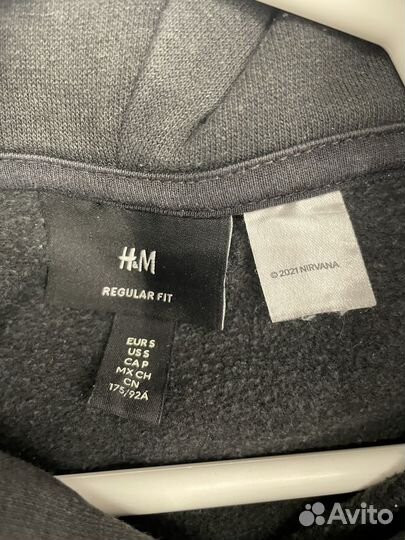 H&M
REGULAR FIT
© 2021 NIRVANA
EUR S
US S
CA P
MX CH
CN
175/92A
Avito